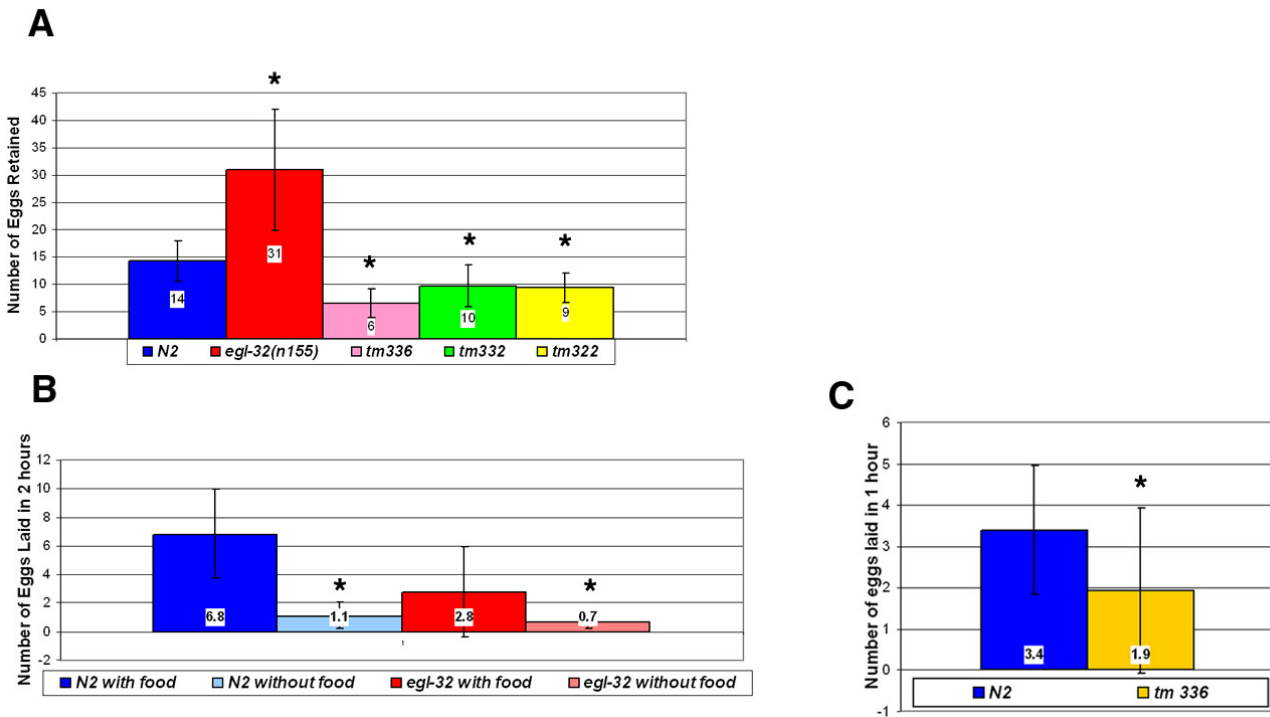 A
*
45
40
35
30
25
20
15
10
5
0
Number of Eggs Retained
* * *
14 31 6 10 9
N2 egl-32(n155) tm336 tm332 tm322
B
12
10
8
6
4
2
0
-2
Number of Eggs Laid in 2 hours
* *
6.8 1.1 2.8 0.7
N2 with food N2 without food egl-32 with food egl-32 without food
C
6
5
4
3
2
1
0
-1
Number of eggs laid in 1 hour
*
3.4 1.9
N2 tm 336